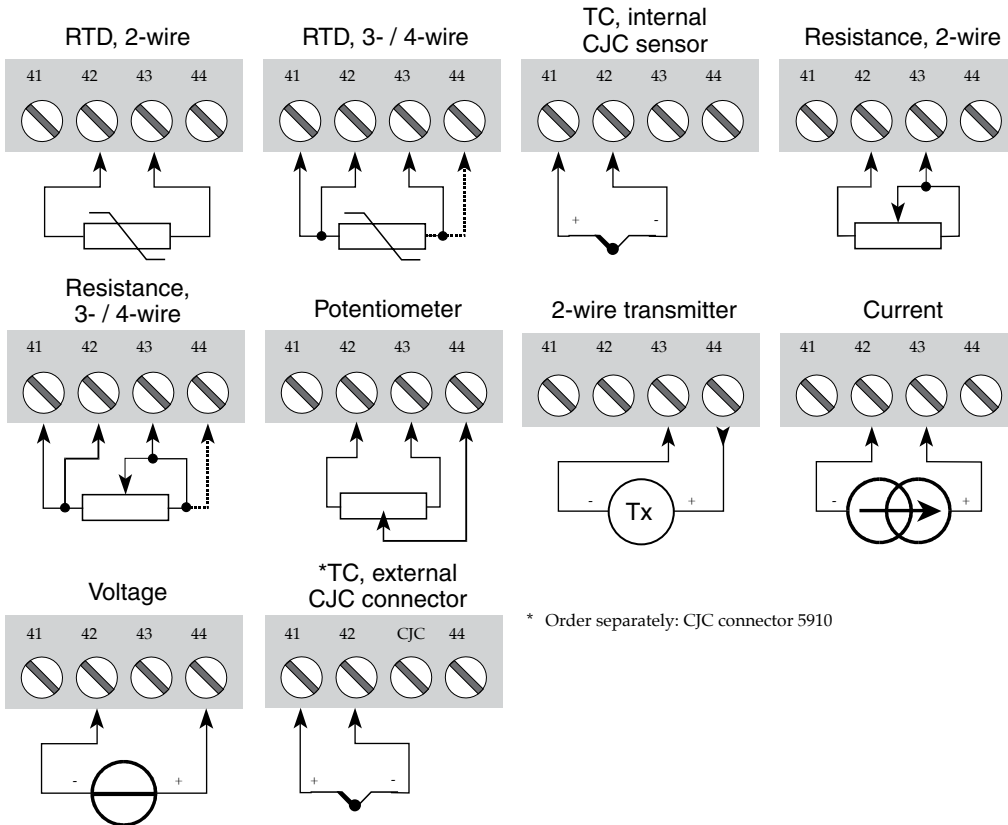 RTD, 2-wire
41 42 43 44
RTD, 3- / 4-wire
41 42 43 44
TC, internal
CJC sensor
41 42 43 44
+ -
Resistance, 2-wire
41 42 43 44
Resistance,
3- / 4-wire
41 42 43 44
Potentiometer
41 42 43 44
2-wire transmitter
41 42 43 44
- Tx +
Current
41 42 43 44
- +
Voltage
41 42 43 44
- +
*TC, external
CJC connector
41 42 CJC 44
+ -
* Order separately: CJC connector 5910